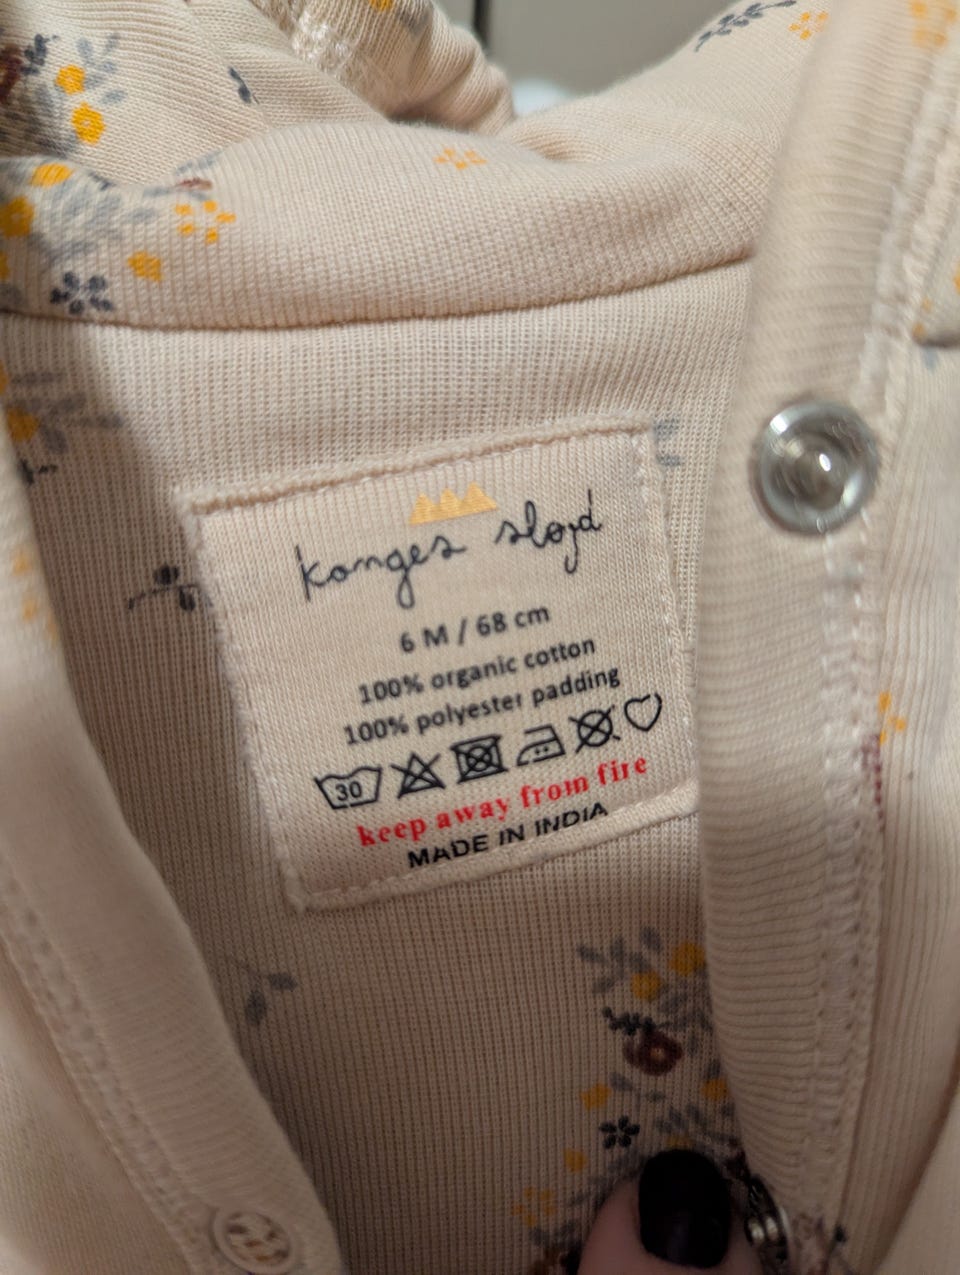 konges sløjd
6 M / 68 cm
100% organic cotton
100% polyester padding
30
keep away from fire
MADE IN INDIA